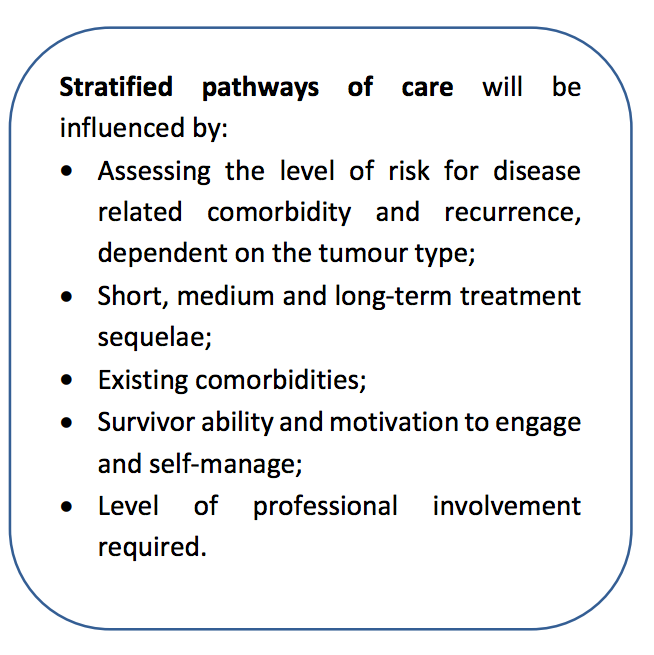 Stratified pathways of care will be
influenced by:
• Assessing the level of risk for disease
related comorbidity and recurrence,
dependent on the tumour type;
• Short, medium and long-term treatment
sequelae;
• Existing comorbidities;
• Survivor ability and motivation to engage
and self-manage;
• Level of professional involvement
required.